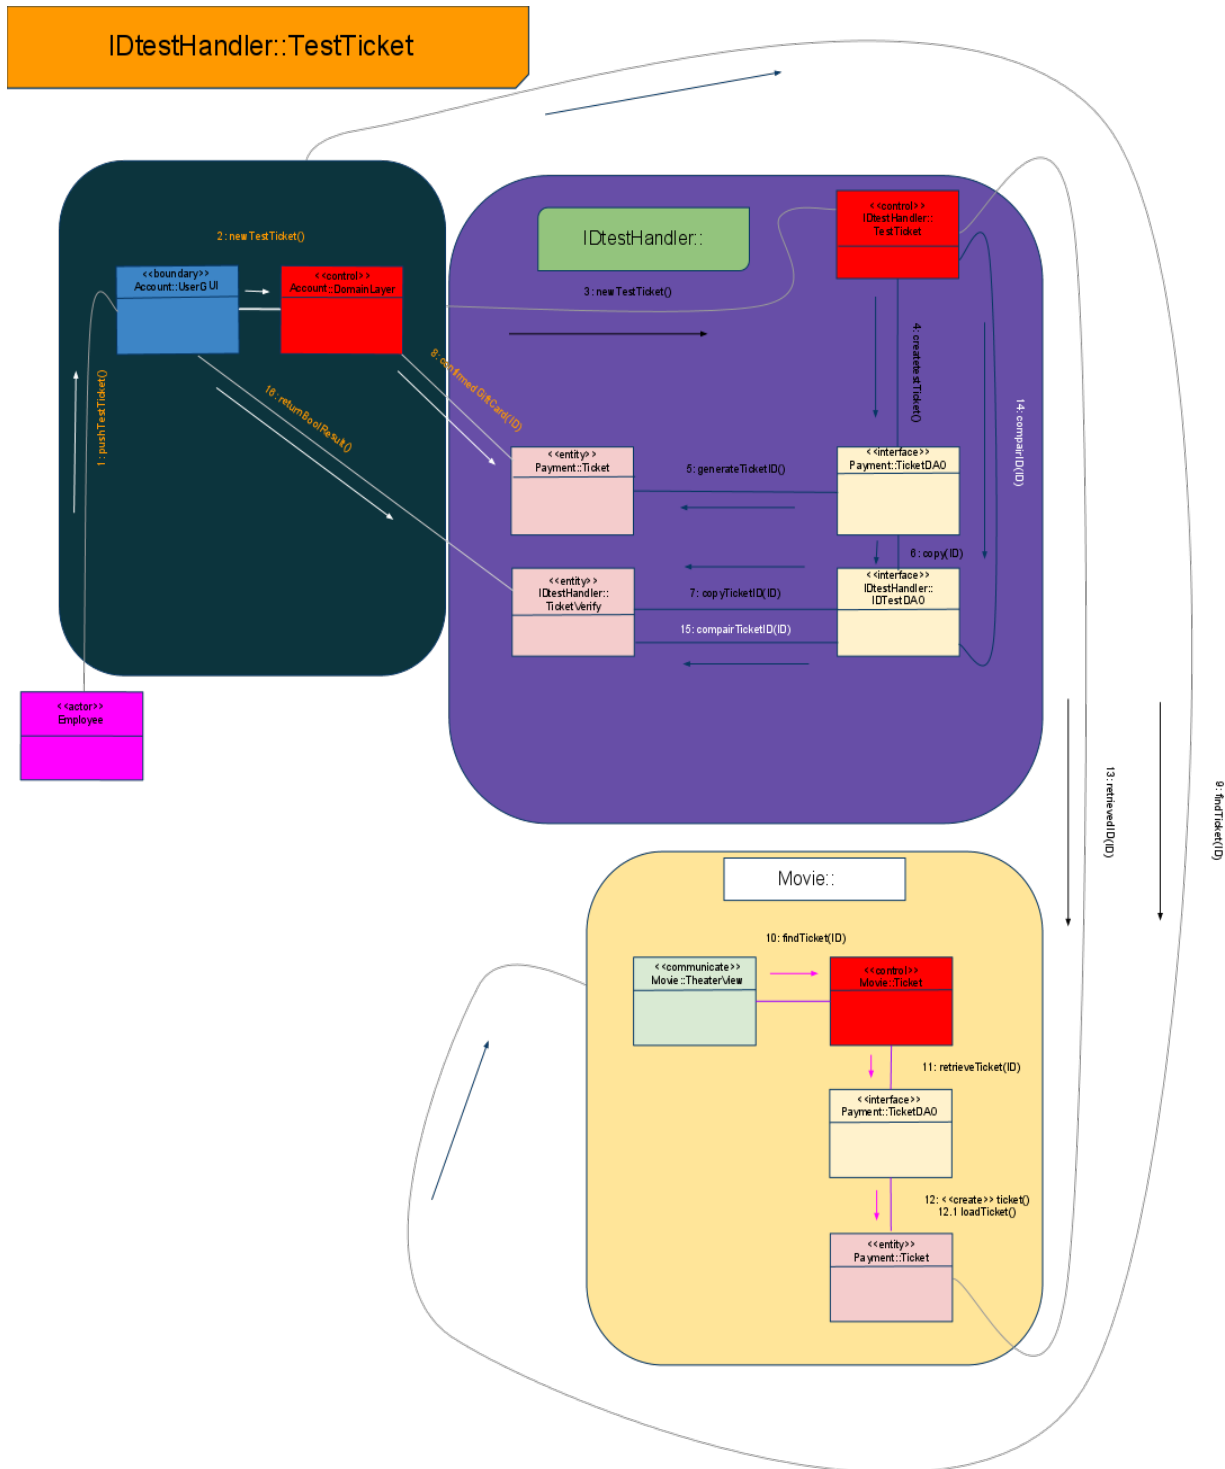 IDtestHandler::TestTicket
2: newTestTicket()
<<boundary>>
Account::UserGUI
<<control>>
Account::DomainLayer
1: pushTestTicket()
16: returnBoolResult()
8: confirmedGiftCard(ID)
<<actor>>
Employee
IDtestHandler::
<<control>>
IDtestHandler::
TestTicket
3: newTestTicket()
4: createtestTicket()
14: compairID(ID)
<<entity>>
Payment::Ticket
5: generateTicketID()
<<interface>>
Payment::TicketDAO
6: copy(ID)
<<entity>>
IDtestHandler::
TicketVerify
7: copyTicketID(ID)
15: compairTicketID(ID)
<<interface>>
IDtestHandler::
IDTestDAO
13: retrievedID(ID)
9: findTicket(ID)
Movie::
10: findTicket(ID)
<<communicate>>
Movie::TheaterView
<<control>>
Movie::Ticket
11: retrieveTicket(ID)
<<interface>>
Payment::TicketDAO
12: <<create>> ticket()
12.1 loadTicket()
<<entity>>
Payment::Ticket